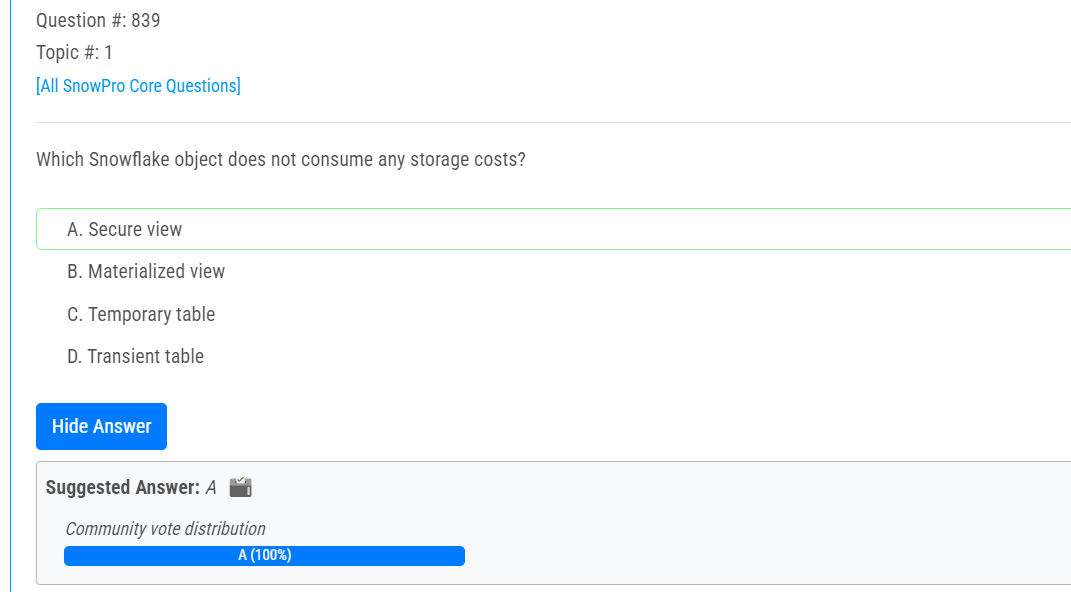 Question #: 839
Topic #: 1
[All SnowPro Core Questions]
Which Snowflake object does not consume any storage costs?
A. Secure view
B. Materialized view
C. Temporary table
D. Transient table
Hide Answer
Suggested Answer: A
Community vote distribution
A (100%)